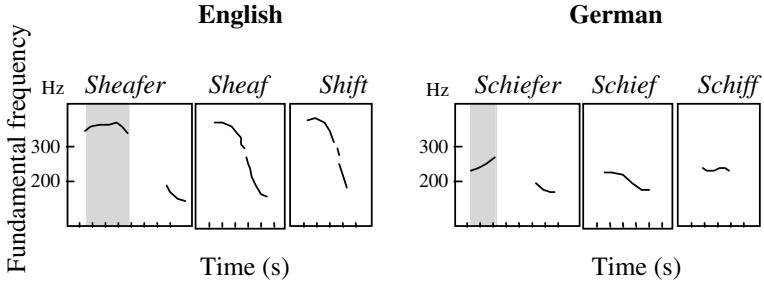 English
German
Fundamental frequency
Hz
Sheafer
Sheaf
Shift
300
200
Time (s)
Hz
Schiefer
Schief
Schiff
300
200
Time (s)